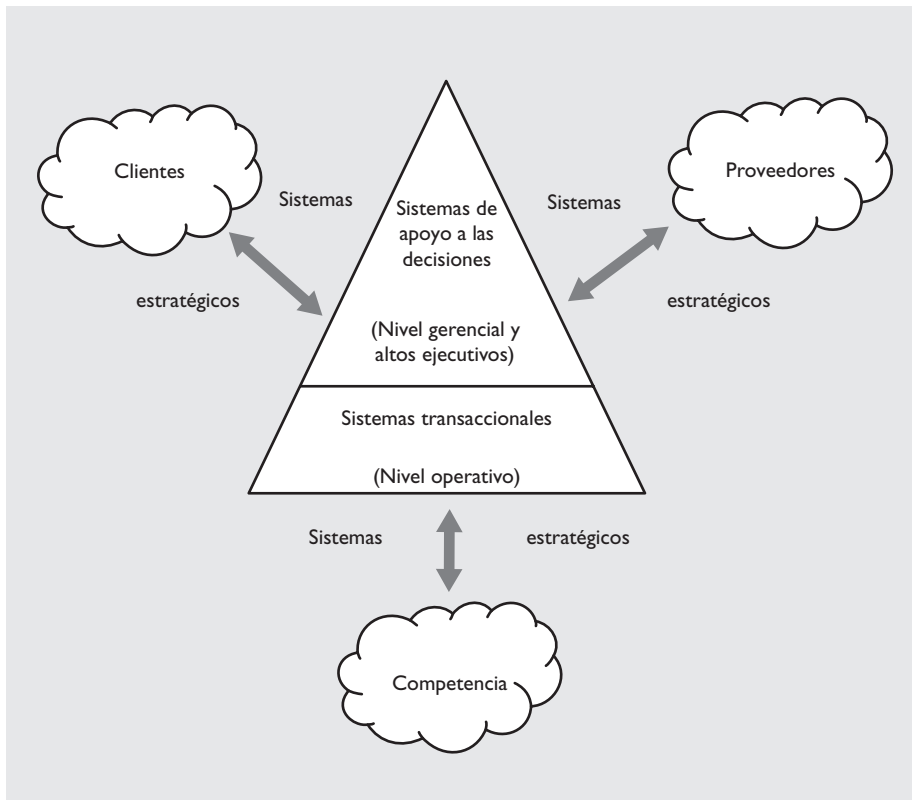 Clientes
Sistemas
estratégicos
Sistemas de
apoyo a las
decisiones
(Nivel gerencial y
altos ejecutivos)
Sistemas
estratégicos
Proveedores
Sistemas transaccionales
(Nivel operativo)
Sistemas estratégicos
Competencia